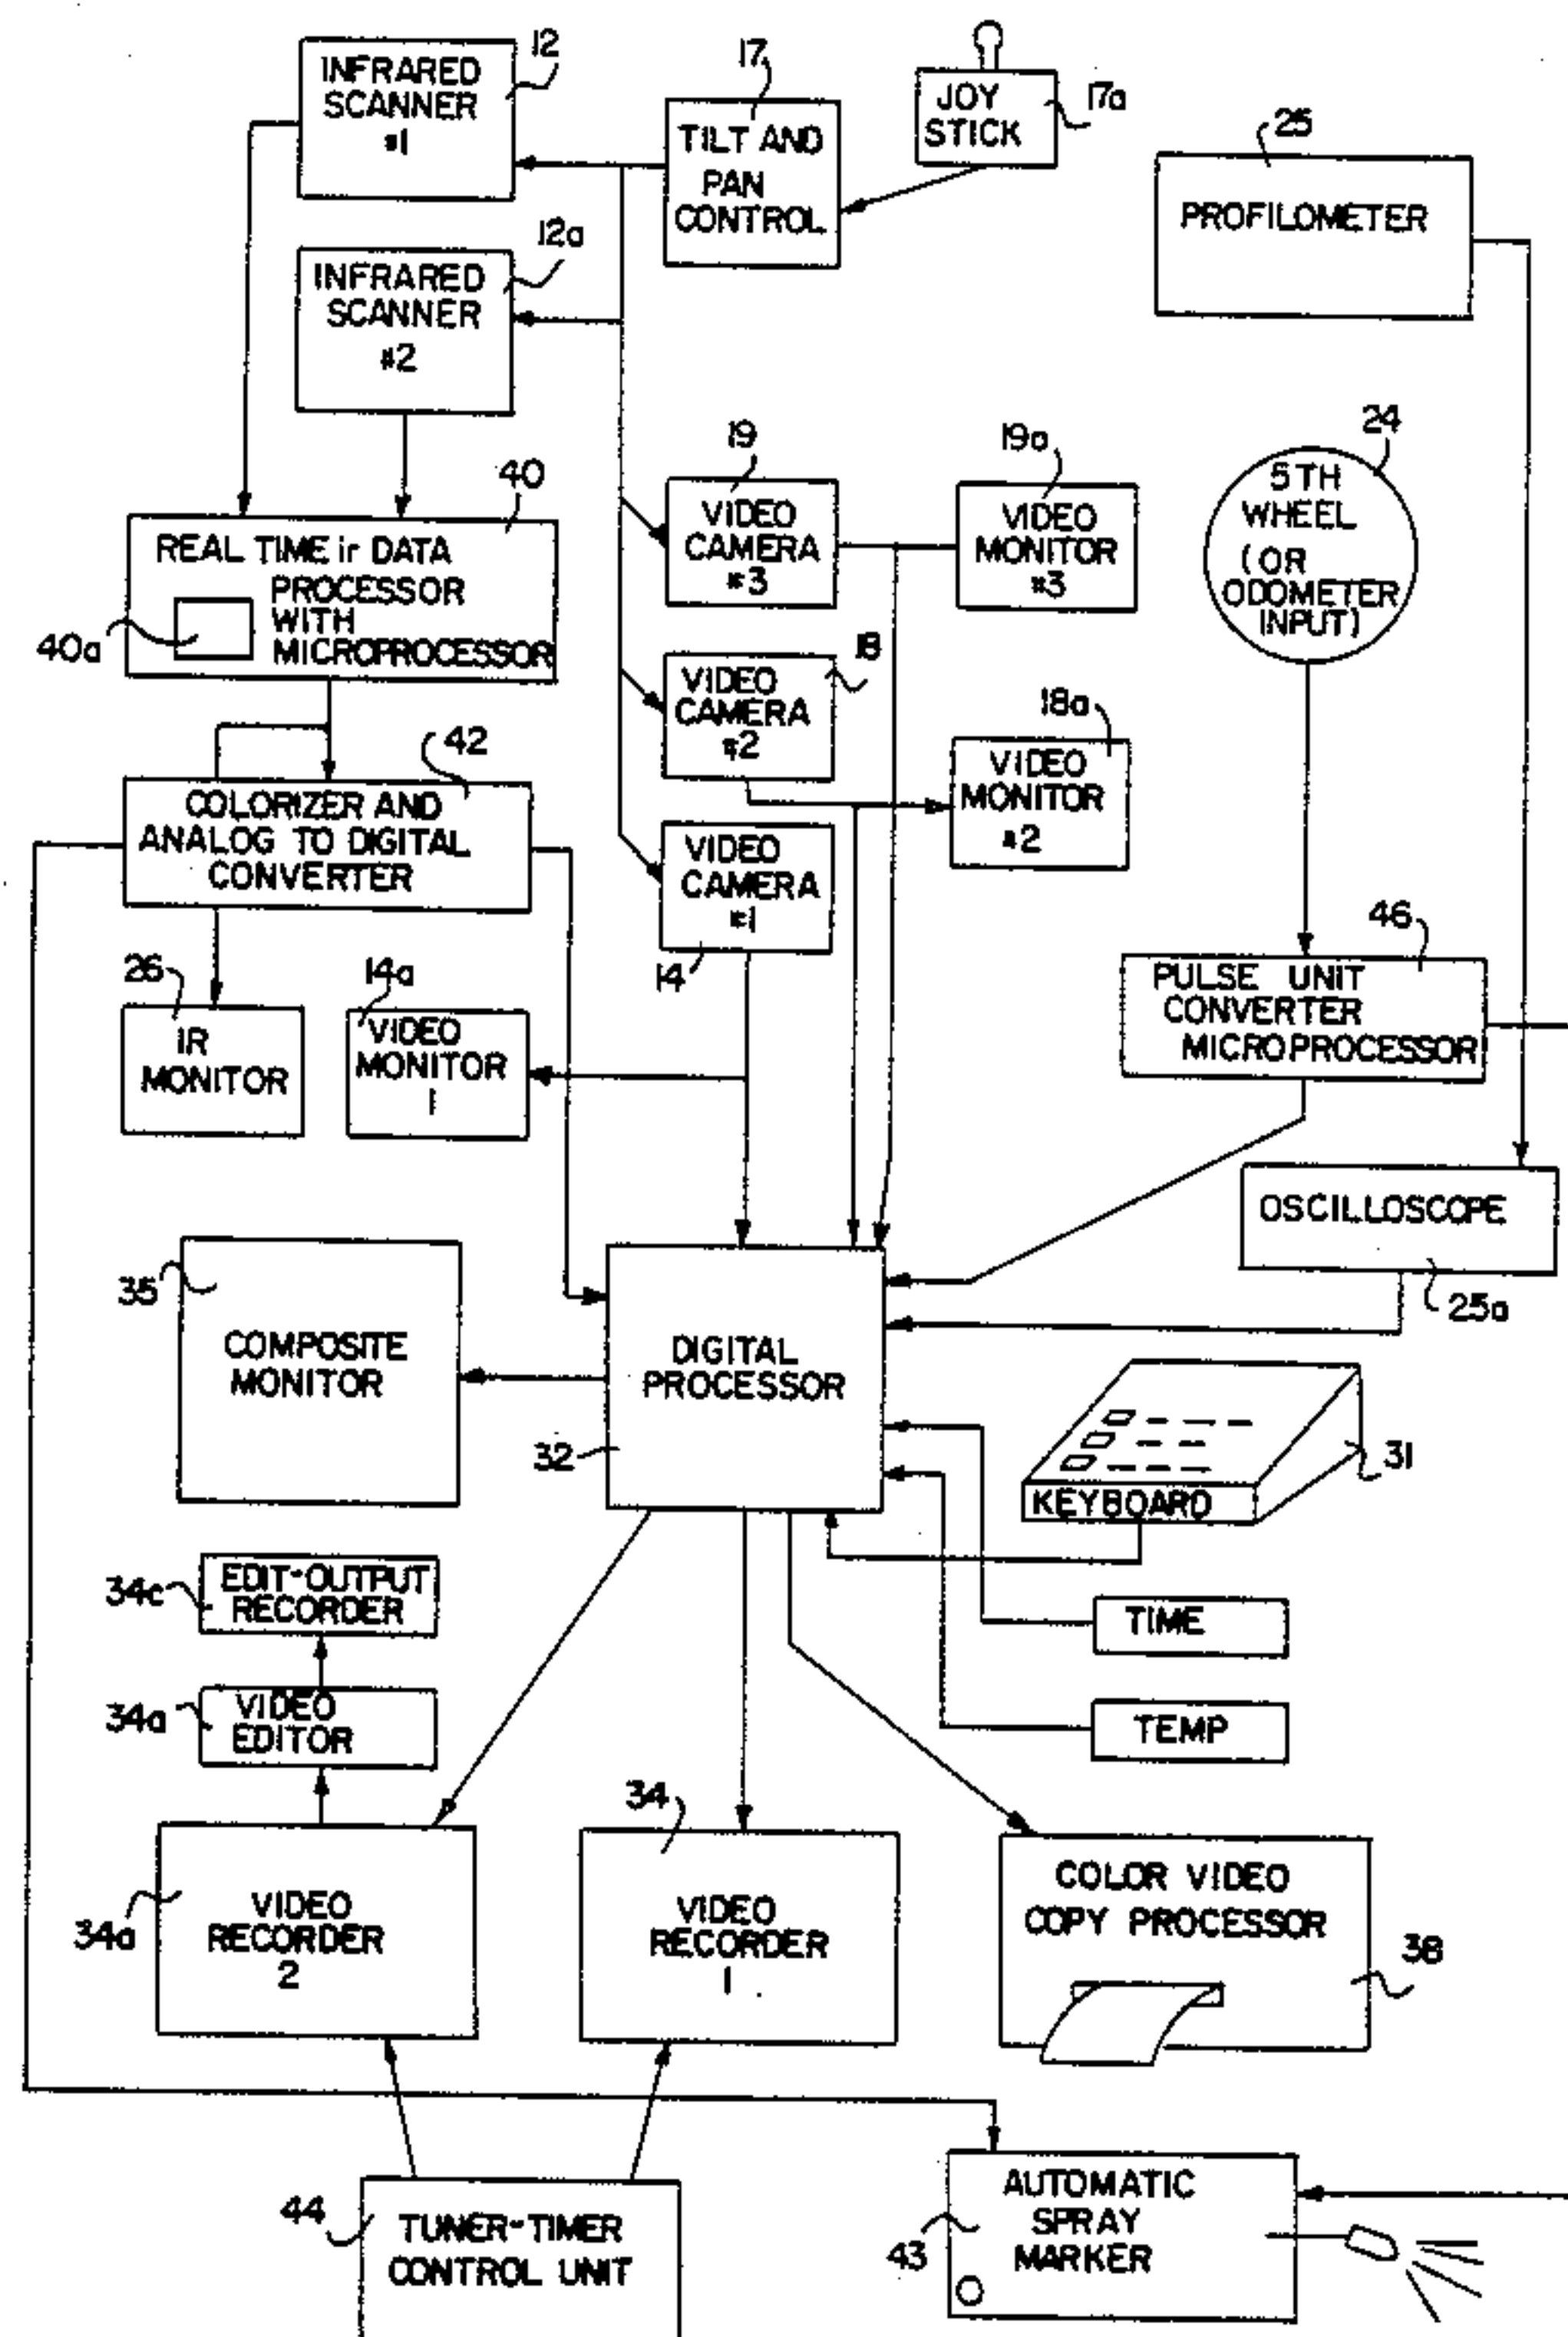 12
INFRARED
SCANNER
#1
17
TILT AND
PAN
CONTROL
JOY
STICK
17a
25
PROFILOMETER
12a
INFRARED
SCANNER
#2
40
REAL TIME ir DATA
PROCESSOR
WITH
MICROPROCESSOR
40a
19
VIDEO
CAMERA
#3
19a
VIDEO
MONITOR
#3
24
5TH
WHEEL
(OR
ODOMETER
INPUT)
18
VIDEO
CAMERA
#2
18a
VIDEO
MONITOR
#2
42
COLORIZER AND
ANALOG TO DIGITAL
CONVERTER
VIDEO
CAMERA
#1
14
46
PULSE UNIT
CONVERTER
MICROPROCESSOR
26
IR
MONITOR
14a
VIDEO
MONITOR
1
OSCILLOSCOPE
25a
35
COMPOSITE
MONITOR
DIGITAL
PROCESSOR
32
KEYBOARD
31
34c
EDIT-OUTPUT
RECORDER
TIME
34a
VIDEO
EDITOR
TEMP
34a
VIDEO
RECORDER
2
34
VIDEO
RECORDER
1
COLOR VIDEO
COPY PROCESSOR
38
44
TUNER-TIMER
CONTROL UNIT
43
AUTOMATIC
SPRAY
MARKER